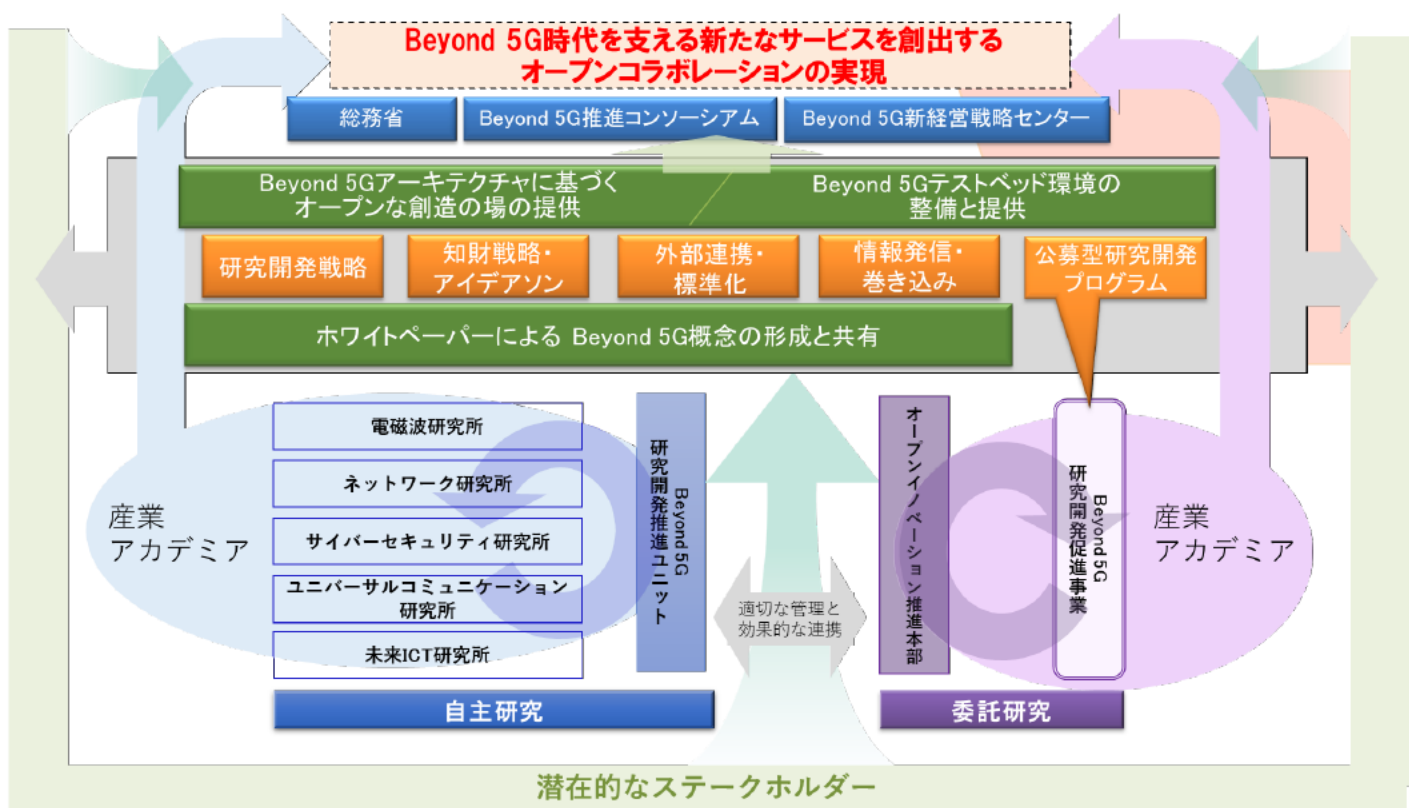 Beyond 5G時代を支える新たなサービスを創出する
オープンコラボレーションの実現
総務省
Beyond 5G推進コンソーシアム
Beyond 5G新経営戦略センター
Beyond 5Gアーキテクチャに基づく
オープンな創造の場の提供
Beyond 5Gテストベッド環境の
整備と提供
研究開発戦略
知財戦略・
アイデアソン
外部連携・
標準化
情報発信・
巻き込み
公募型研究開発
プログラム
ホワイトペーパーによる Beyond 5G概念の形成と共有
産業
アカデミア
電磁波研究所
ネットワーク研究所
サイバーセキュリティ研究所
ユニバーサルコミュニケーション
研究所
未来ICT研究所
Beyond 5G
研究開発推進ユニット
適切な管理と
効果的な連携
オープンイノベーション推進本部
Beyond 5G
研究開発促進事業
産業
アカデミア
自主研究
委託研究
潜在的なステークホルダー